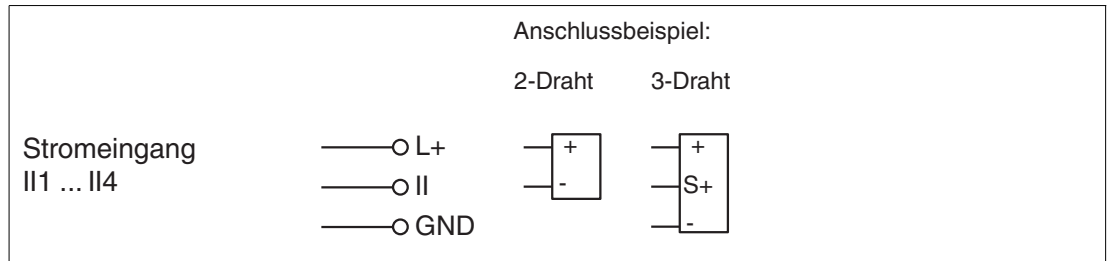 Anschlussbeispiel:
2-Draht 3-Draht
Stromeingang
II1 ... II4
L+ + +
II - S+
GND -